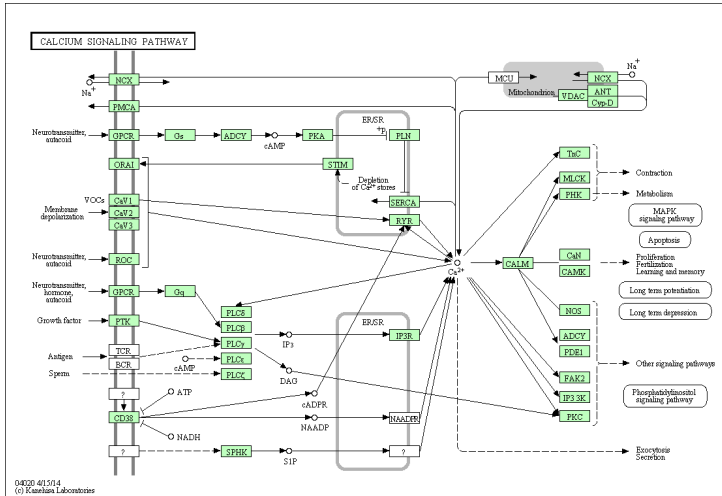 CALCIUM SIGNALING PATHWAY
Na+
NCX
PMCA
Neurotransmitter,
autacoid
GPCR
Gs
ADCY
cAMP
PKA
+p
PLN
ER/SR
ORAI
STIM
Depletion
of Ca2+ stores
SERCA
RYR
VOCs
Membrane
depolarization
CaV1
CaV2
CaV3
Neurotransmitter,
autacoid
ROC
Neurotransmitter,
hormone,
autacoid
GPCR
Gq
Growth factor
PTK
PLCδ
PLCβ
PLCγ
PLCε
PLCζ
IP3
ER/SR
IP3R
Antigen
TCR
BCR
cAMP
DAG
Sperm
?
ATP
cADPR
CD38
NAADP
NAADPR
NADH
?
SPHK
S1P
?
MCU
Mitochondrion
NCX
Na+
VDAC
ANT
Cyp-D
Ca2+
CALM
TnC
MLCK
PHK
Contraction
Metabolism
MAPK
signaling pathway
Apoptosis
CaN
CAMK
Proliferation
Fertilization
Learning and memory
Long term potentiation
Long term depression
NOS
ADCY
PDE1
FAK2
IP3 3K
PKC
Other signaling pathways
Phosphatidylinositol
signaling pathway
Exocytosis
Secretion
04020 4/15/14
(c) Kanehisa Laboratories